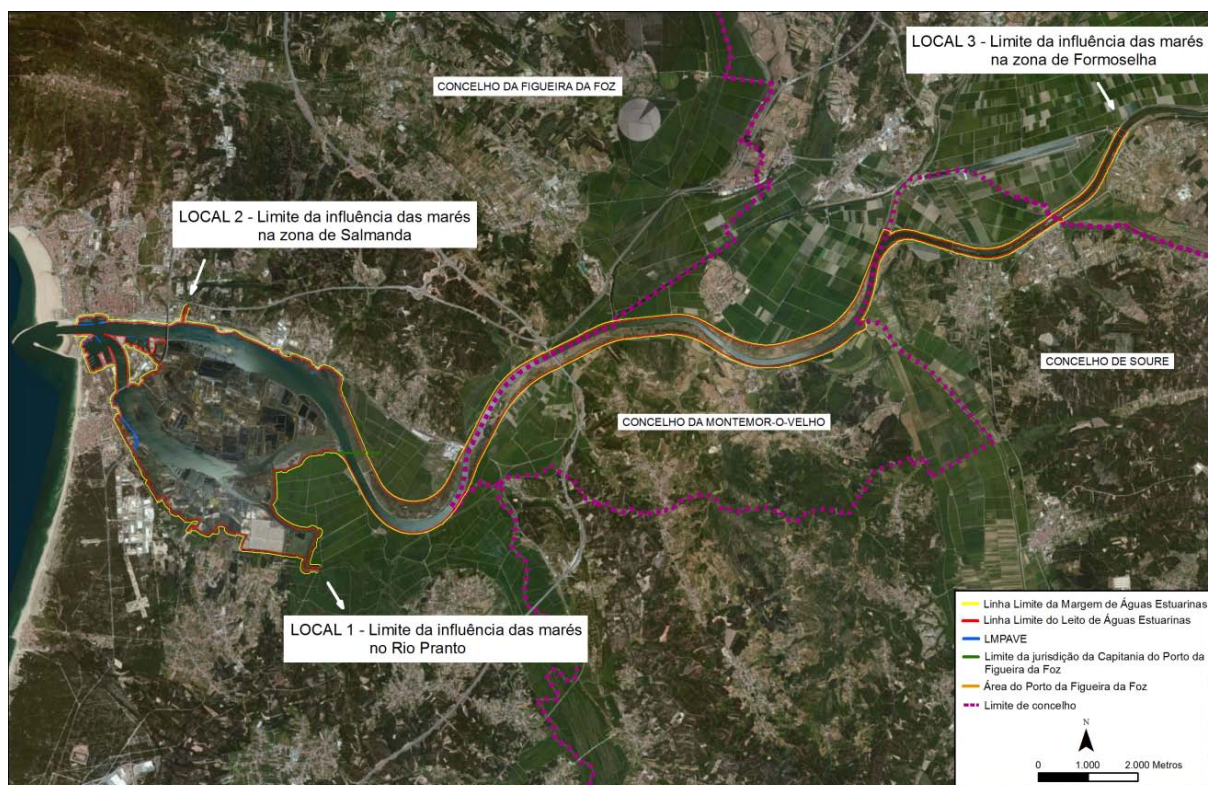 CONCELHO DA FIGUEIRA DA FOZ
LOCAL 3 - Limite da influência das marés
na zona de Formoselha
LOCAL 2 - Limite da influência das marés
na zona de Salmanda
CONCELHO DE SOURE
CONCELHO DA MONTEMOR-O-VELHO
LOCAL 1 - Limite da influência das marés
no Rio Pranto
Linha Limite da Margem de Águas Estuarinas
Linha Limite do Leito de Águas Estuarinas
LMPAVE
Limite da jurisdição da Capitania do Porto da
Figueira da Foz
Área do Porto da Figueira da Foz
Limite de concelho
N
0 1.000 2.000 Metros